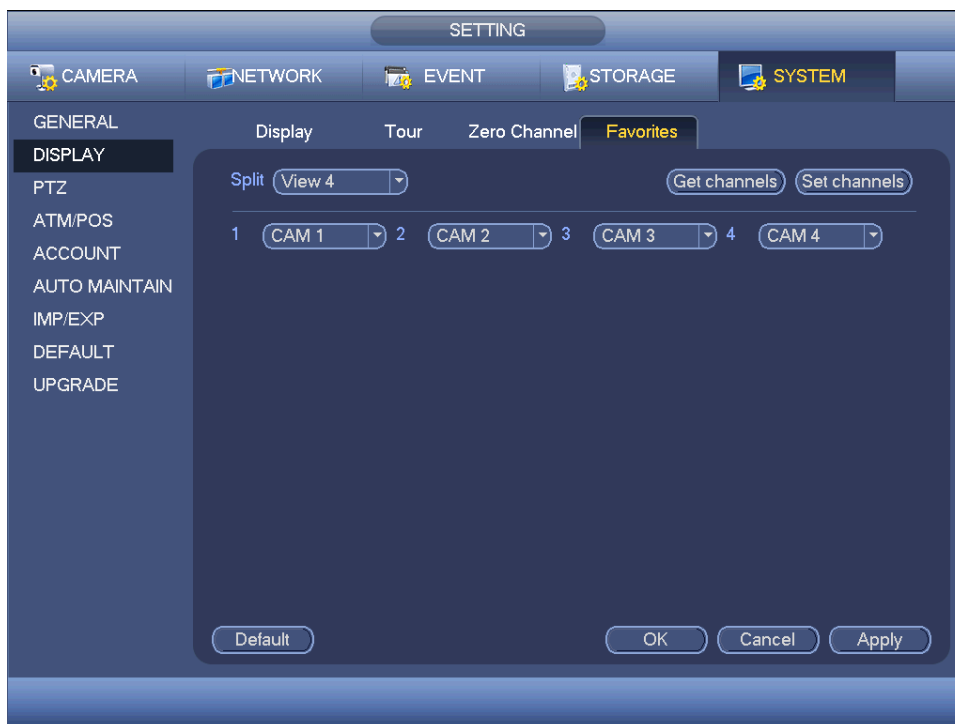 SETTING
CAMERA NETWORK EVENT STORAGE SYSTEM
GENERAL
DISPLAY
PTZ
ATM/POS
ACCOUNT
AUTO MAINTAIN
IMP/EXP
DEFAULT
UPGRADE
Display Tour Zero Channel Favorites
Split View 4 Get channels Set channels
1 CAM 1 2 CAM 2 3 CAM 3 4 CAM 4
Default OK Cancel Apply